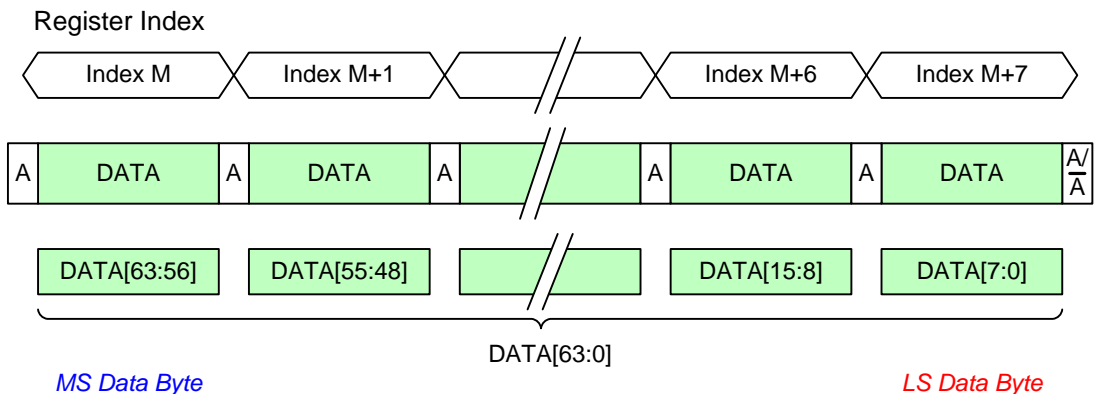 Register Index
Index M Index M+1 Index M+6 Index M+7
A DATA A DATA A A DATA A DATA A/
A̅
DATA[63:56] DATA[55:48] DATA[15:8] DATA[7:0]
DATA[63:0]
MS Data Byte LS Data Byte